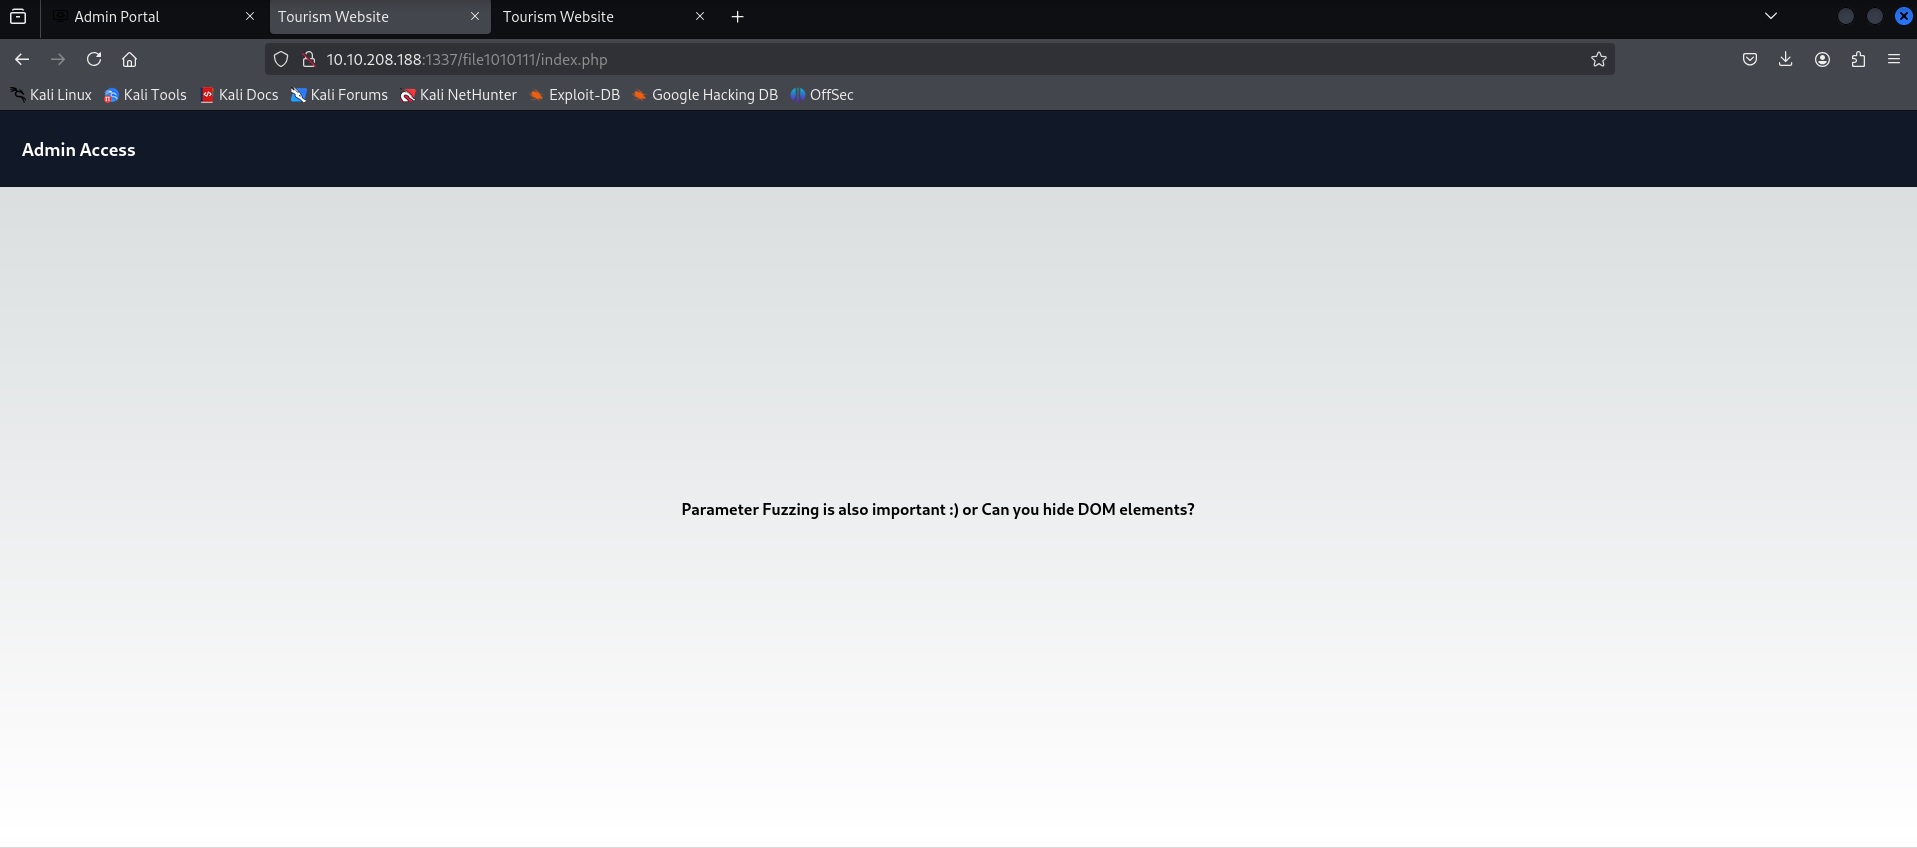 Admin Portal
Tourism Website
Tourism Website
10.10.208.188:1337/file1010111/index.php
Kali Linux
Kali Tools
Kali Docs
Kali Forums
Kali NetHunter
Exploit-DB
Google Hacking DB
OffSec
Admin Access
Parameter Fuzzing is also important :) or Can you hide DOM elements?